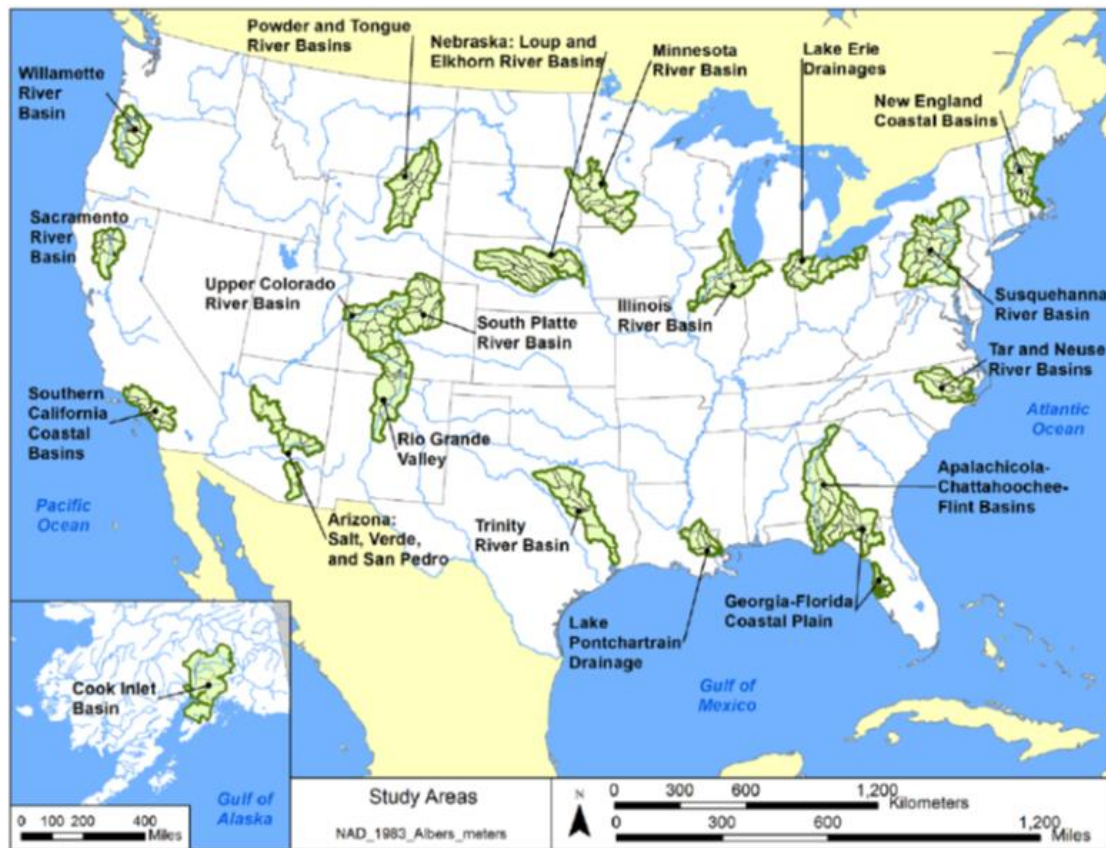 Powder and Tongue
River Basins
Nebraska: Loup and
Elkhorn River Basins
Minnesota
River Basin
Lake Erie
Drainages
Willamette
River
Basin
New England
Coastal Basins
Sacramento
River
Basin
Upper Colorado
River Basin
South Platte
River Basin
Illinois
River Basin
Susquehanna
River Basin
Tar and Neuse
River Basins
Southern
California
Coastal
Basins
Rio Grande
Valley
Atlantic
Ocean
Apalachicola-
Chattahoochee-
Flint Basins
Pacific
Ocean
Arizona:
Salt, Verde,
and San Pedro
Trinity
River Basin
Georgia-Florida
Coastal Plain
Lake
Pontchartrain
Drainage
Gulf of
Mexico
Cook Inlet
Basin
Gulf of
Alaska
0 100 200 400
Miles
Study Areas
NAD_1983_Albers_meters
N
0 300 600 1,200
Kilometers
0 300 600 1,200
Miles